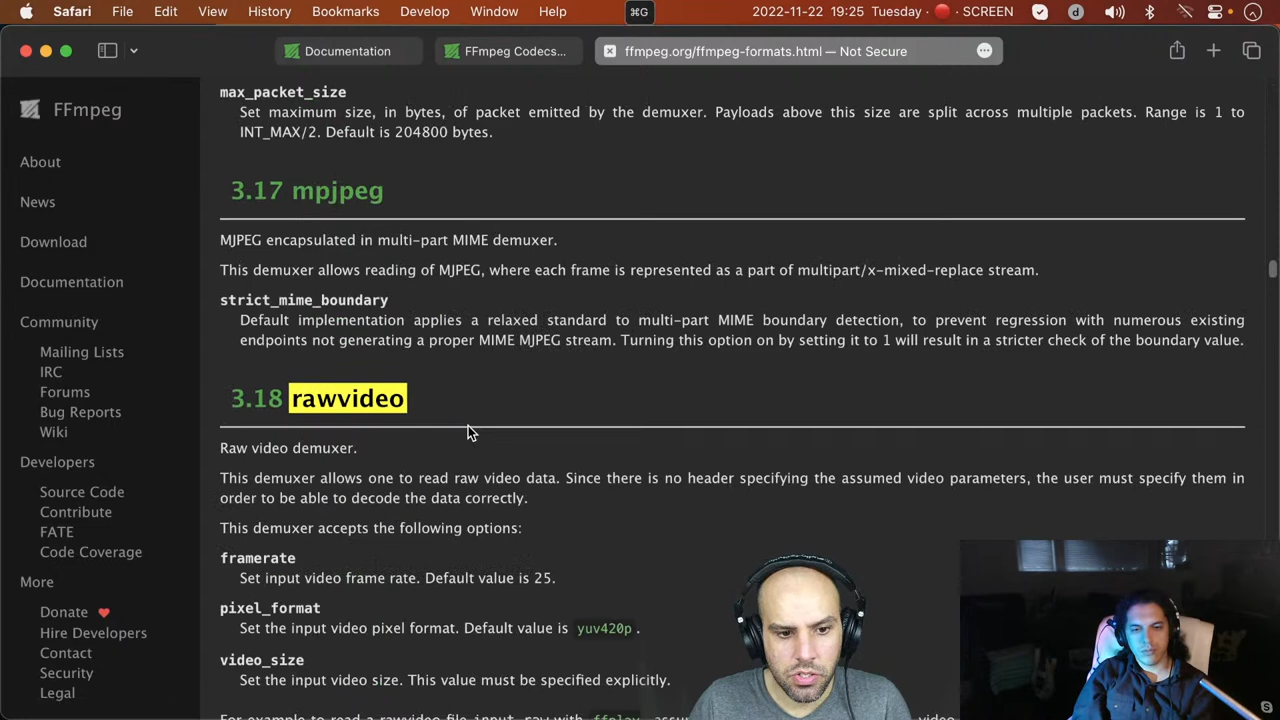 Safari File Edit View History Bookmarks Develop Window Help ⌘G 2022-11-22 19:25 Tuesday SCREEN d
Documentation FFmpeg Codecs... ffmpeg.org/ffmpeg-formats.html — Not Secure
FFmpeg
About
News
Download
Documentation
Community
Mailing Lists
IRC
Forums
Bug Reports
Wiki
Developers
Source Code
Contribute
FATE
Code Coverage
More
Donate
Hire Developers
Contact
Security
Legal
max_packet_size
Set maximum size, in bytes, of packet emitted by the demuxer. Payloads above this size are split across multiple packets. Range is 1 to
INT_MAX/2. Default is 204800 bytes.
3.17 mpjpeg
MJPEG encapsulated in multi-part MIME demuxer.
This demuxer allows reading of MJPEG, where each frame is represented as a part of multipart/x-mixed-replace stream.
strict_mime_boundary
Default implementation applies a relaxed standard to multi-part MIME boundary detection, to prevent regression with numerous existing
endpoints not generating a proper MIME MJPEG stream. Turning this option on by setting it to 1 will result in a stricter check of the boundary value.
3.18 rawvideo
Raw video demuxer.
This demuxer allows one to read raw video data. Since there is no header specifying the assumed video parameters, the user must specify them in
order to be able to decode the data correctly.
This demuxer accepts the following options:
framerate
Set input video frame rate. Default value is 25.
pixel_format
Set the input video pixel format. Default value is yuv420p.
video_size
Set the input video size. This value must be specified explicitly.
For example to read a rawvideo file input.raw with ffplay, assu video